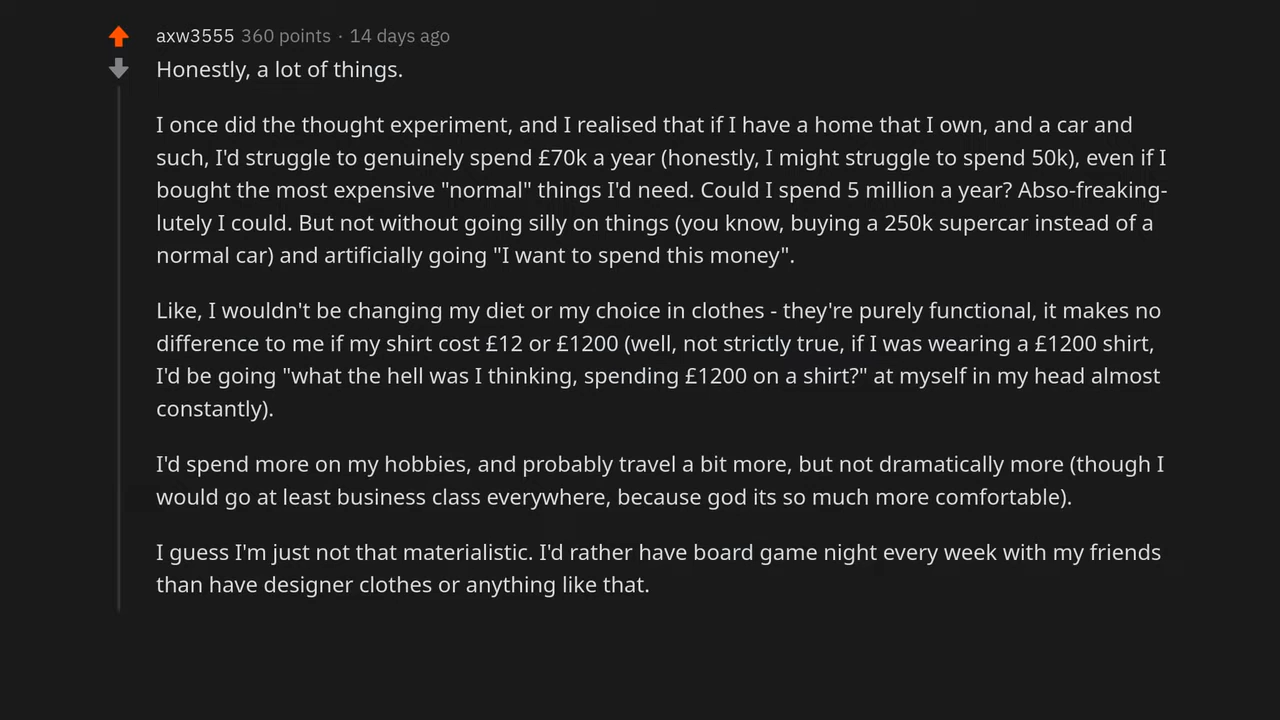 axw3555 360 points · 14 days ago
Honestly, a lot of things.
I once did the thought experiment, and I realised that if I have a home that I own, and a car and
such, I'd struggle to genuinely spend £70k a year (honestly, I might struggle to spend 50k), even if I
bought the most expensive "normal" things I'd need. Could I spend 5 million a year? Abso-freaking-
lutely I could. But not without going silly on things (you know, buying a 250k supercar instead of a
normal car) and artificially going "I want to spend this money".
Like, I wouldn't be changing my diet or my choice in clothes - they're purely functional, it makes no
difference to me if my shirt cost £12 or £1200 (well, not strictly true, if I was wearing a £1200 shirt,
I'd be going "what the hell was I thinking, spending £1200 on a shirt?" at myself in my head almost
constantly).
I'd spend more on my hobbies, and probably travel a bit more, but not dramatically more (though I
would go at least business class everywhere, because god its so much more comfortable).
I guess I'm just not that materialistic. I'd rather have board game night every week with my friends
than have designer clothes or anything like that.